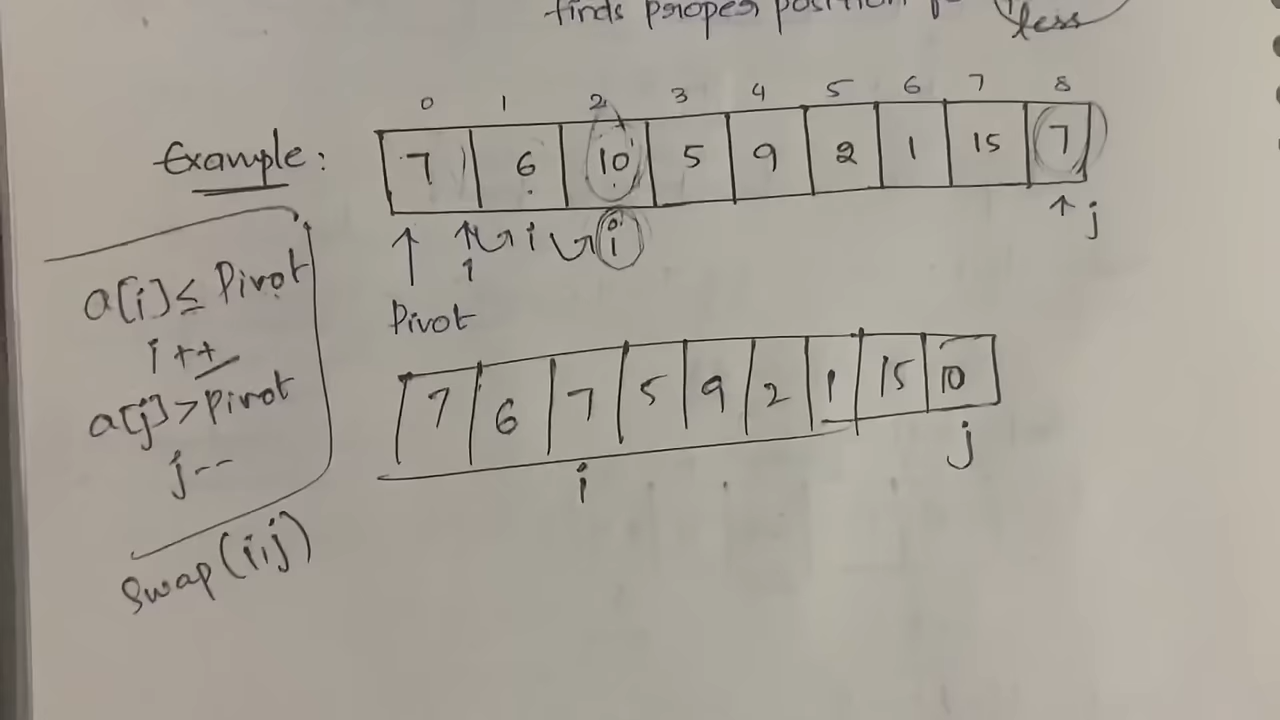 finds proper position
less
0 1 2 3 4 5 6 7 8
Example: 7 6 10 5 9 2 1 15 7
i i i j
Pivot
a[i] ≤ Pivot
i++
a[j] > Pivot
j--
swap(i,j)
7 6 7 5 9 2 1 15 10
i j